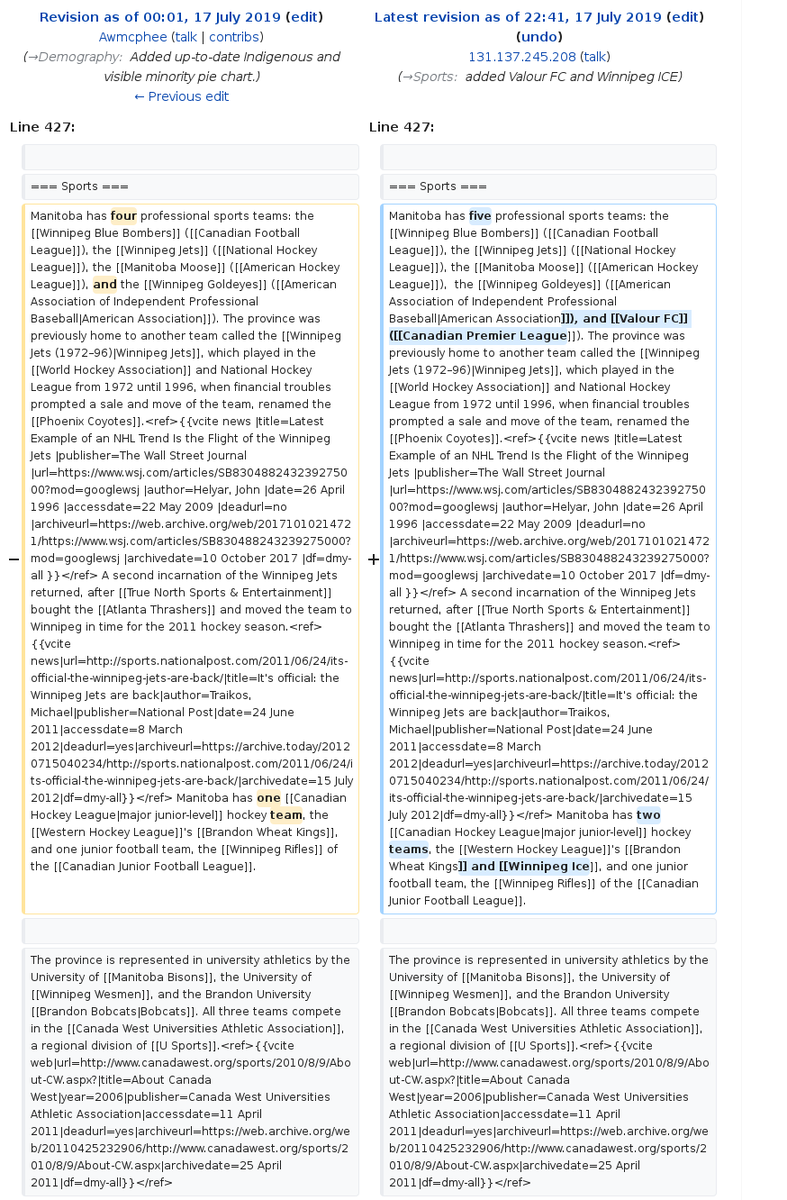 Revision as of 00:01, 17 July 2019 (edit)
Awmcphee (talk | contribs)
(→Demography: Added up-to-date Indigenous and
visible minority pie chart.)
← Previous edit
Latest revision as of 22:41, 17 July 2019 (edit)
(undo)
131.137.245.208 (talk)
(→Sports: added Valour FC and Winnipeg ICE)
Line 427:
Line 427:
=== Sports ===
=== Sports ===
−
Manitoba has four professional sports teams: the
[[Winnipeg Blue Bombers]] ([[Canadian Football
League]]), the [[Winnipeg Jets]] ([[National Hockey
League]]), the [[Manitoba Moose]] ([[American Hockey
League]]), and the [[Winnipeg Goldeyes]] ([[American
Association of Independent Professional
Baseball|American Association]]). The province was
previously home to another team called the [[Winnipeg
Jets (1972–96)|Winnipeg Jets]], which played in the
[[World Hockey Association]] and National Hockey
League from 1972 until 1996, when financial troubles
prompted a sale and move of the team, renamed the
[[Phoenix Coyotes]].<ref>{{vcite news |title=Latest
Example of an NHL Trend Is the Flight of the Winnipeg
Jets |publisher=The Wall Street Journal
|url=https://www.wsj.com/articles/SB8304882432392750
00?mod=googlewsj |author=Helyar, John |date=26 April
1996 |accessdate=22 May 2009 |deadurl=no
|archiveurl=https://web.archive.org/web/2017101021472
1/https://www.wsj.com/articles/SB830488243239275000?
mod=googlewsj |archivedate=10 October 2017 |df=dmy-
all }}</ref> A second incarnation of the Winnipeg Jets
returned, after [[True North Sports & Entertainment]]
bought the [[Atlanta Thrashers]] and moved the team to
Winnipeg in time for the 2011 hockey season.<ref>
{{vcite
news|url=http://sports.nationalpost.com/2011/06/24/its-
official-the-winnipeg-jets-are-back/|title=It's official: the
Winnipeg Jets are back|author=Traikos,
Michael|publisher=National Post|date=24 June
2011|accessdate=8 March
2012|deadurl=yes|archiveurl=https://archive.today/2012
0715040234/http://sports.nationalpost.com/2011/06/24/i
ts-official-the-winnipeg-jets-are-back/|archivedate=15 July
2012|df=dmy-all}}</ref> Manitoba has one [[Canadian
Hockey League|major junior-level]] hockey team, the
[[Western Hockey League]]'s [[Brandon Wheat Kings]],
and one junior football team, the [[Winnipeg Rifles]] of
the [[Canadian Junior Football League]].
+
Manitoba has five professional sports teams: the
[[Winnipeg Blue Bombers]] ([[Canadian Football
League]]), the [[Winnipeg Jets]] ([[National Hockey
League]]), the [[Manitoba Moose]] ([[American Hockey
League]]),  the [[Winnipeg Goldeyes]] ([[American
Association of Independent Professional
Baseball|American Association]]), and [[Valour FC]]
([[Canadian Premier League]]). The province was
previously home to another team called the [[Winnipeg
Jets (1972–96)|Winnipeg Jets]], which played in the
[[World Hockey Association]] and National Hockey
League from 1972 until 1996, when financial troubles
prompted a sale and move of the team, renamed the
[[Phoenix Coyotes]].<ref>{{vcite news |title=Latest
Example of an NHL Trend Is the Flight of the Winnipeg
Jets |publisher=The Wall Street Journal
|url=https://www.wsj.com/articles/SB8304882432392750
00?mod=googlewsj |author=Helyar, John |date=26 April
1996 |accessdate=22 May 2009 |deadurl=no
|archiveurl=https://web.archive.org/web/2017101021472
1/https://www.wsj.com/articles/SB830488243239275000?
mod=googlewsj |archivedate=10 October 2017 |df=dmy-
all }}</ref> A second incarnation of the Winnipeg Jets
returned, after [[True North Sports & Entertainment]]
bought the [[Atlanta Thrashers]] and moved the team to
Winnipeg in time for the 2011 hockey season.<ref>
{{vcite
news|url=http://sports.nationalpost.com/2011/06/24/its-
official-the-winnipeg-jets-are-back/|title=It's official: the
Winnipeg Jets are back|author=Traikos,
Michael|publisher=National Post|date=24 June
2011|accessdate=8 March
2012|deadurl=yes|archiveurl=https://archive.today/2012
0715040234/http://sports.nationalpost.com/2011/06/24/
its-official-the-winnipeg-jets-are-back/|archivedate=15
July 2012|df=dmy-all}}</ref> Manitoba has two
[[Canadian Hockey League|major junior-level]] hockey
teams, the [[Western Hockey League]]'s [[Brandon
Wheat Kings]] and [[Winnipeg Ice]], and one junior
football team, the [[Winnipeg Rifles]] of the [[Canadian
Junior Football League]].
The province is represented in university athletics by the
University of [[Manitoba Bisons]], the University of
[[Winnipeg Wesmen]], and the Brandon University
[[Brandon Bobcats|Bobcats]]. All three teams compete
in the [[Canada West Universities Athletic Association]],
a regional division of [[U Sports]].<ref>{{vcite
web|url=http://www.canadawest.org/sports/2010/8/9/Abo
ut-CW.aspx?|title=About Canada
West|year=2006|publisher=Canada West Universities
Athletic Association|accessdate=11 April
2011|deadurl=yes|archiveurl=https://web.archive.org/we
b/20110425232906/http://www.canadawest.org/sports/2
010/8/9/About-CW.aspx|archivedate=25 April
2011|df=dmy-all}}</ref>
The province is represented in university athletics by the
University of [[Manitoba Bisons]], the University of
[[Winnipeg Wesmen]], and the Brandon University
[[Brandon Bobcats|Bobcats]]. All three teams compete
in the [[Canada West Universities Athletic Association]],
a regional division of [[U Sports]].<ref>{{vcite
web|url=http://www.canadawest.org/sports/2010/8/9/Abo
ut-CW.aspx?|title=About Canada
West|year=2006|publisher=Canada West Universities
Athletic Association|accessdate=11 April
2011|deadurl=yes|archiveurl=https://web.archive.org/we
b/20110425232906/http://www.canadawest.org/sports/2
010/8/9/About-CW.aspx|archivedate=25 April
2011|df=dmy-all}}</ref>